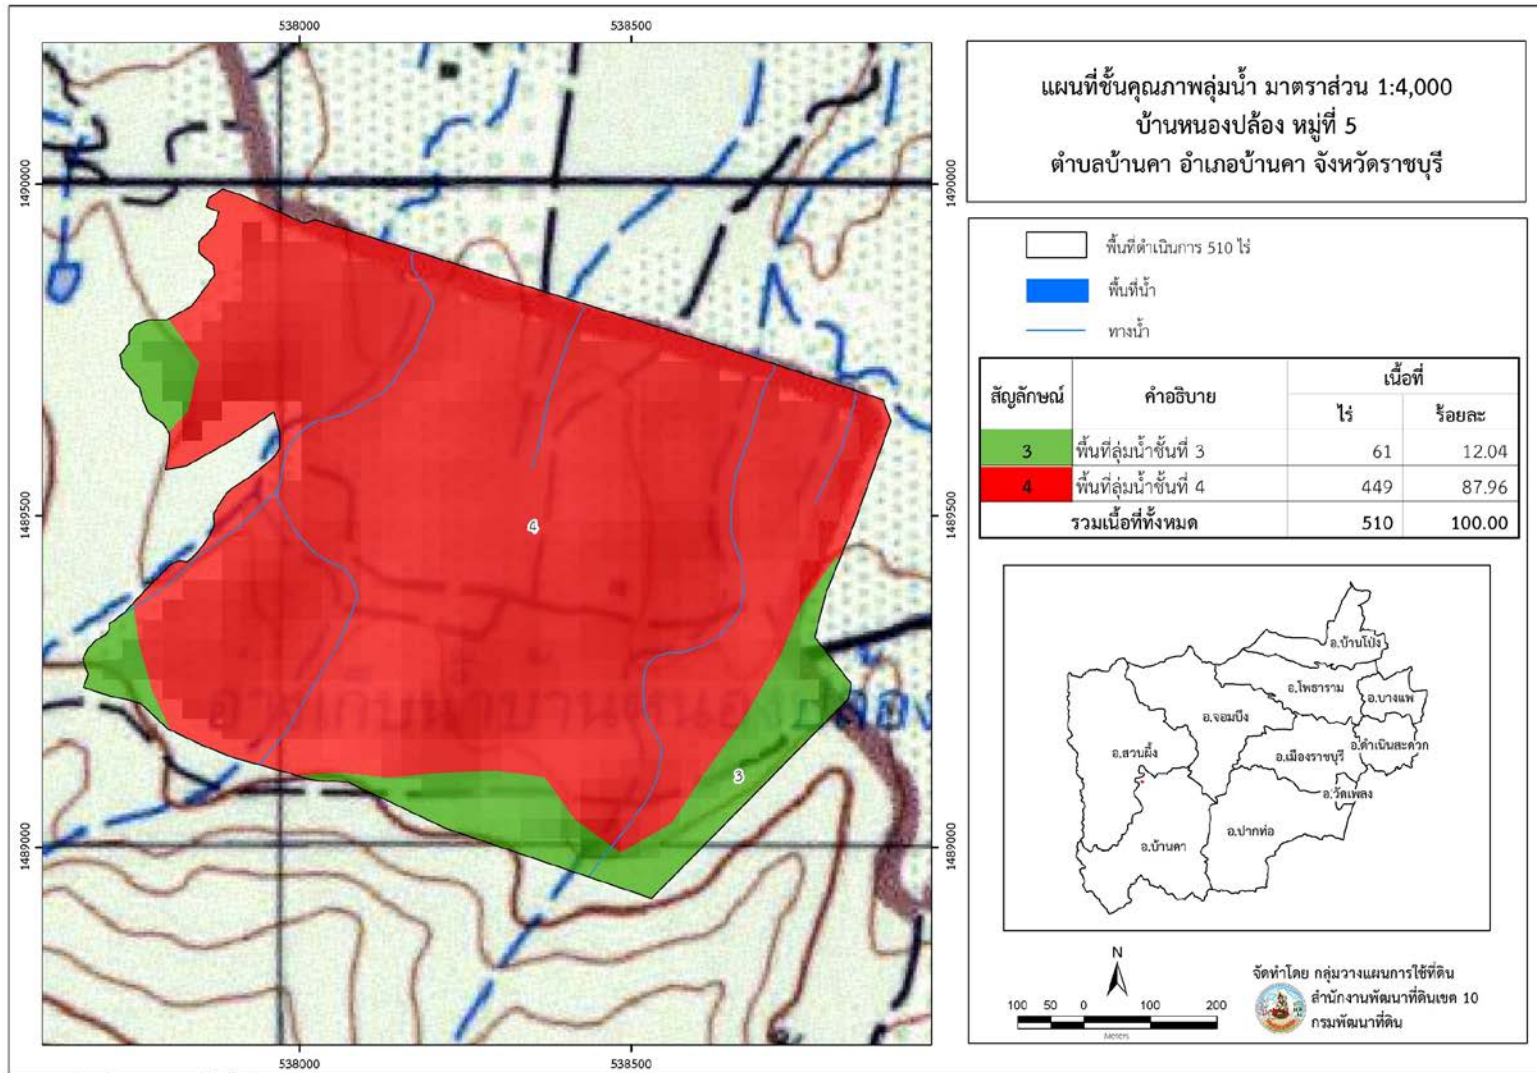 538000
538500
1490000
1490000
1489500
1489500
1489000
1489000
4
3
538000
538500
แผนที่ชั้นคุณภาพลุ่มน้ำ มาตราส่วน 1:4,000
บ้านหนองปล้อง หมู่ที่ 5
ตำบลบ้านคา อำเภอบ้านคา จังหวัดราชบุรี
พื้นที่ดำเนินการ 510 ไร่
พื้นที่น้ำ
ทางน้ำ
สัญลักษณ์ คำอธิบาย เนื้อที่
ไร่ ร้อยละ
3 พื้นที่ลุ่มน้ำชั้นที่ 3 61 12.04
4 พื้นที่ลุ่มน้ำชั้นที่ 4 449 87.96
รวมเนื้อที่ทั้งหมด 510 100.00
อ.บ้านโป่ง
อ.โพธาราม
อ.บางแพ
อ.จอมบึง
อ.ดำเนินสะดวก
อ.สวนผึ้ง
อ.เมืองราชบุรี
อ.วัดเพลง
อ.ปากท่อ
อ.บ้านคา
N
100 50 0 100 200
Meters
จัดทำโดย กลุ่มวางแผนการใช้ที่ดิน
สำนักงานพัฒนาที่ดินเขต 10
กรมพัฒนาที่ดิน